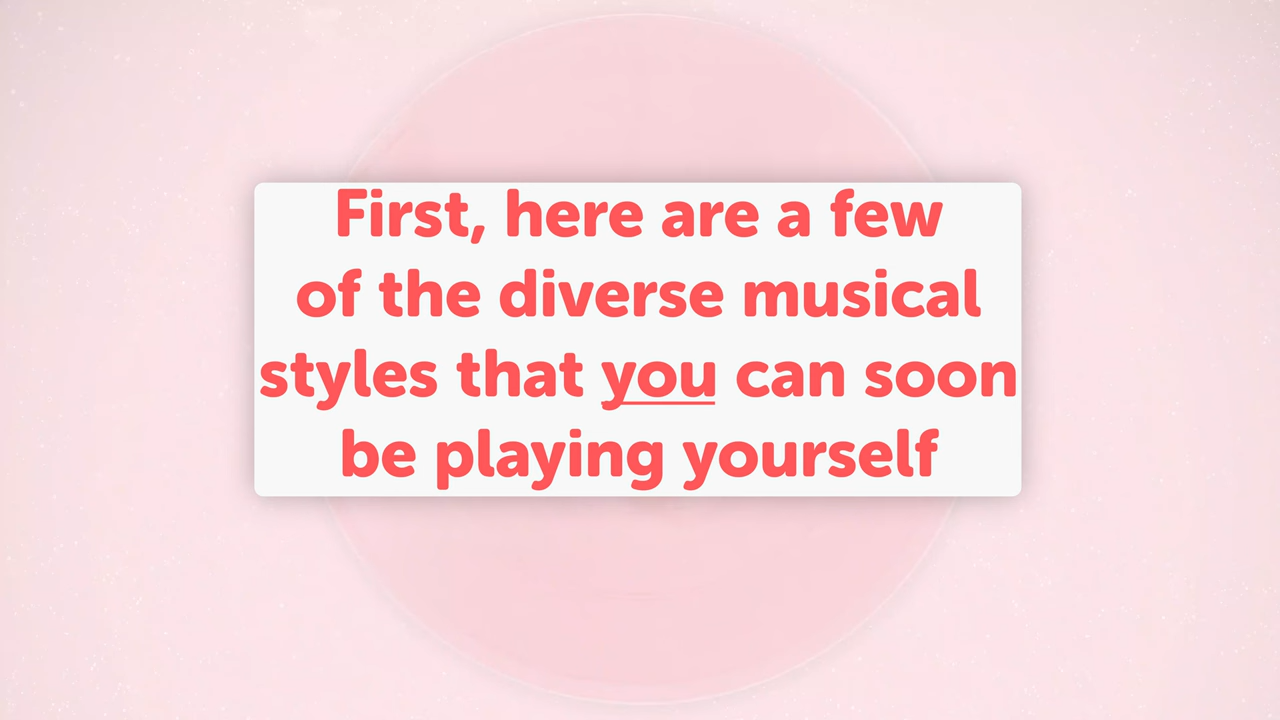 First, here are a few
of the diverse musical
styles that you can soon
be playing yourself